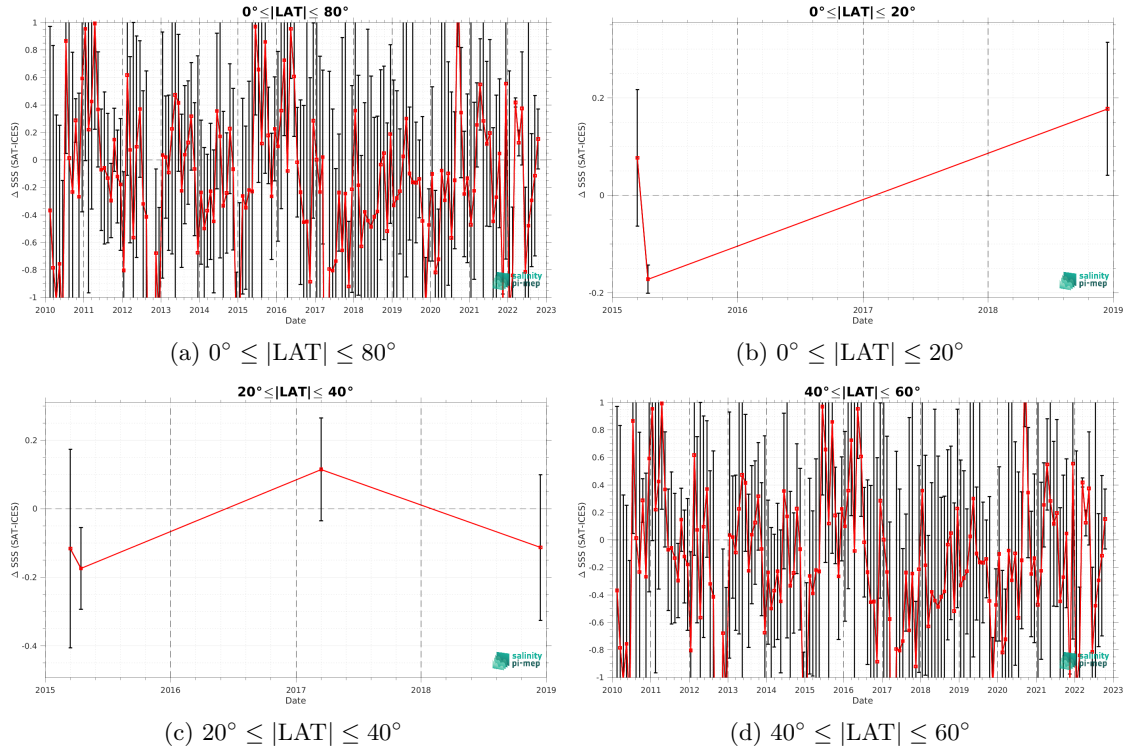 0°≤|LAT|≤ 80°
Δ SSS (SAT-ICES)
1
0.8
0.6
0.4
0.2
0
-0.2
-0.4
-0.6
-0.8
-1
2010 2011 2012 2013 2014 2015 2016 2017 2018 2019 2020 2021 2022 2023
Date
salinity
pi-mep
(a) 0° ≤ |LAT| ≤ 80°
0°≤|LAT|≤ 20°
Δ SSS (SAT-ICES)
0.2
0
-0.2
2015 2016 2017 2018 2019
Date
salinity
pi-mep
(b) 0° ≤ |LAT| ≤ 20°
20°≤|LAT|≤ 40°
Δ SSS (SAT-ICES)
0.2
0
-0.2
-0.4
2015 2016 2017 2018 2019
Date
salinity
pi-mep
(c) 20° ≤ |LAT| ≤ 40°
40°≤|LAT|≤ 60°
Δ SSS (SAT-ICES)
1
0.8
0.6
0.4
0.2
0
-0.2
-0.4
-0.6
-0.8
-1
2010 2011 2012 2013 2014 2015 2016 2017 2018 2019 2020 2021 2022 2023
Date
salinity
pi-mep
(d) 40° ≤ |LAT| ≤ 60°